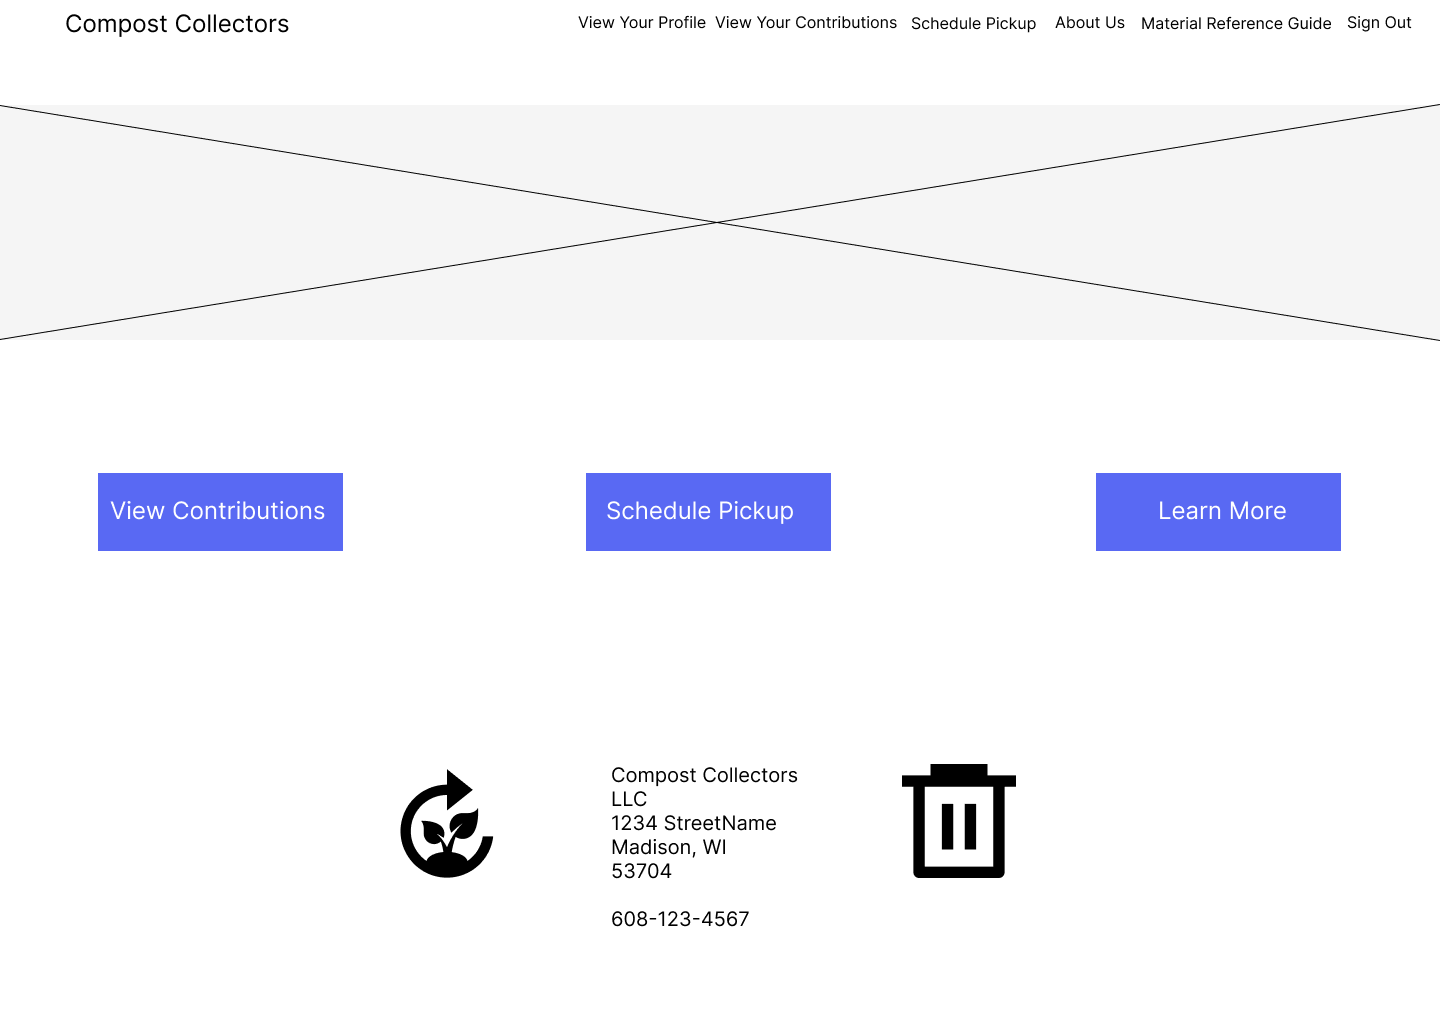 Compost Collectors
View Your Profile View Your Contributions Schedule Pickup About Us Material Reference Guide Sign Out
View Contributions
Schedule Pickup
Learn More
Compost Collectors
LLC
1234 StreetName
Madison, WI
53704
608-123-4567